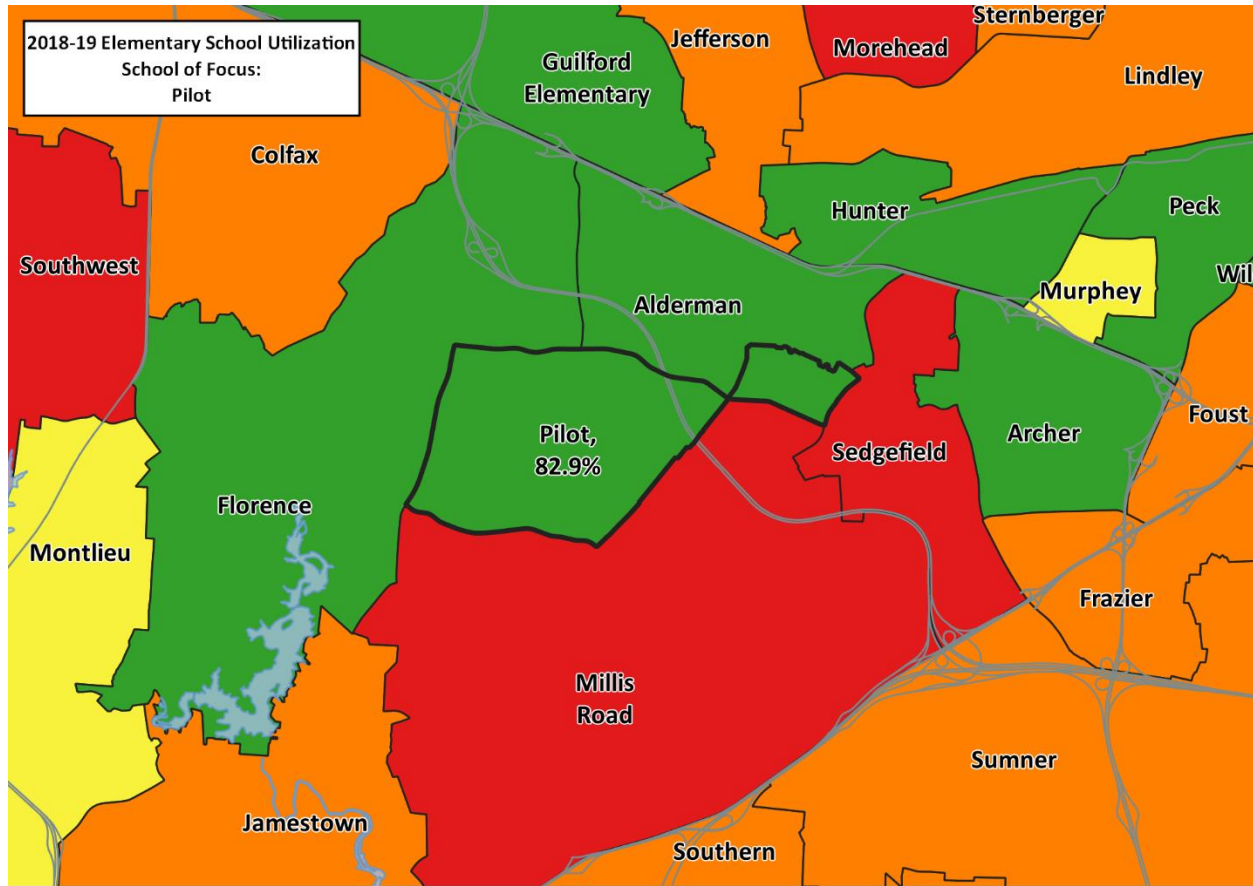 2018-19 Elementary School Utilization
School of Focus:
Pilot
Sternberger
Jefferson
Morehead
Guilford
Elementary
Lindley
Colfax
Hunter
Peck
Southwest
Wil
Murphey
Alderman
Foust
Pilot,
82.9%
Archer
Sedgefield
Florence
Montlieu
Frazier
Millis
Road
Sumner
Jamestown
Southern